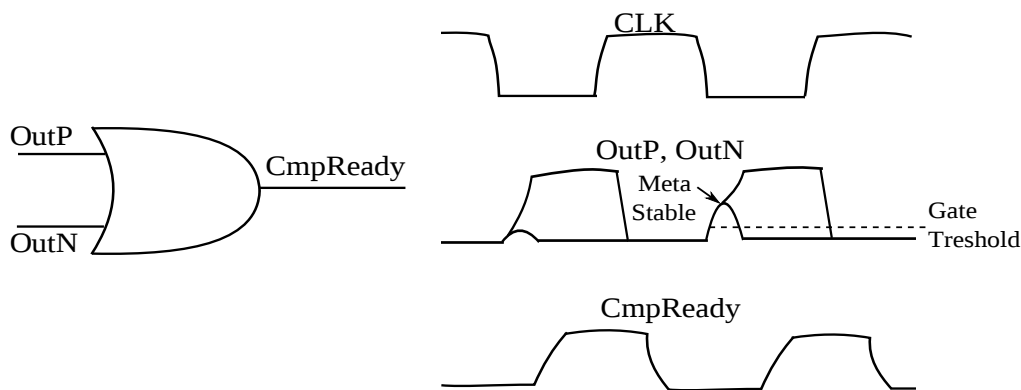 OutP
OutN
CmpReady
CLK
OutP, OutN
Meta
Stable
Gate
Treshold
CmpReady